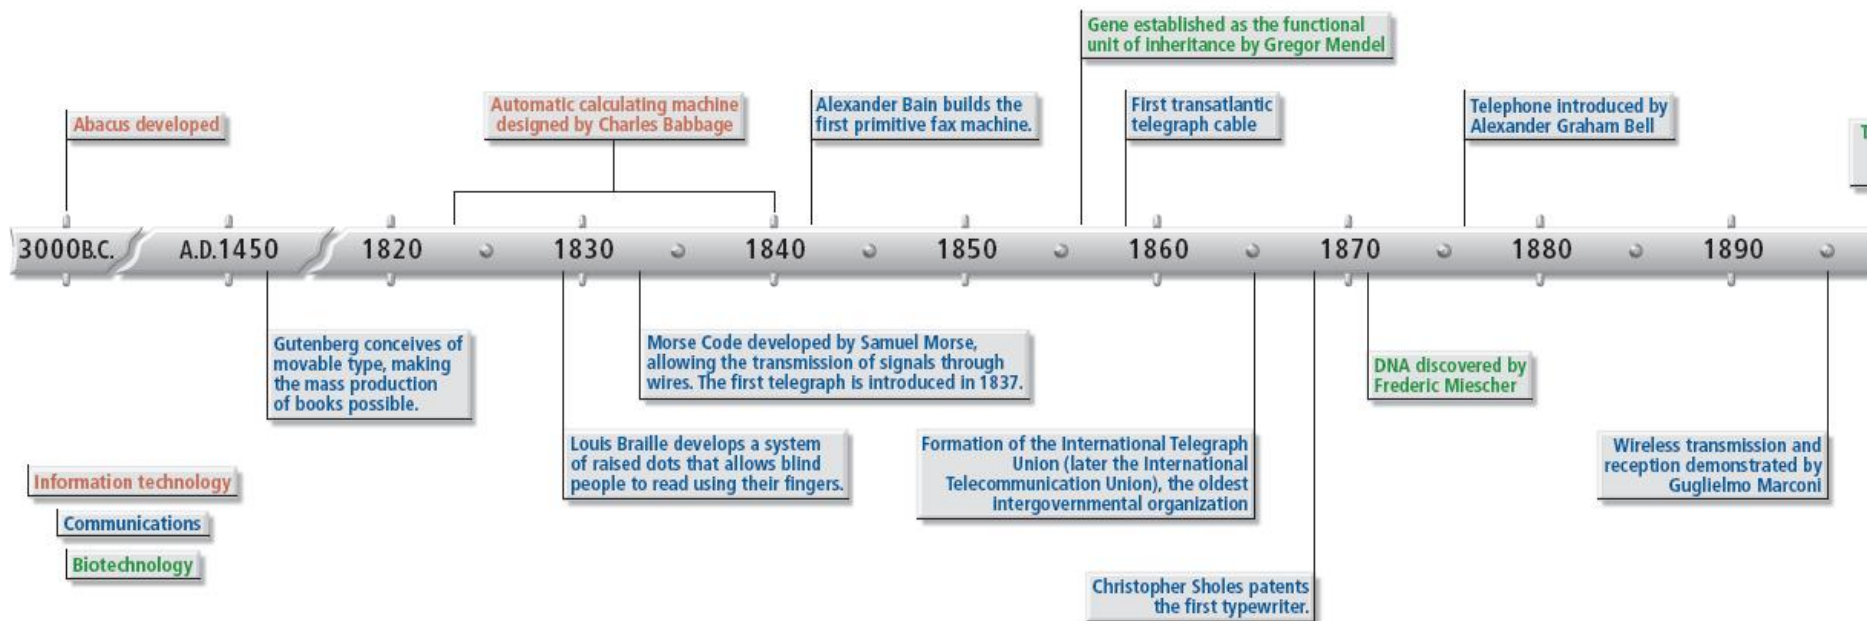 Gene established as the functional
unit of inheritance by Gregor Mendel
Abacus developed
Automatic calculating machine
designed by Charles Babbage
Alexander Bain builds the
first primitive fax machine.
First transatlantic
telegraph cable
Telephone introduced by
Alexander Graham Bell
T
3000B.C. A.D.1450 1820 1830 1840 1850 1860 1870 1880 1890
Gutenberg conceives of
movable type, making
the mass production
of books possible.
Morse Code developed by Samuel Morse,
allowing the transmission of signals through
wires. The first telegraph is introduced in 1837.
DNA discovered by
Frederic Miescher
Louis Braille develops a system
of raised dots that allows blind
people to read using their fingers.
Formation of the International Telegraph
Union (later the International
Telecommunication Union), the oldest
intergovernmental organization
Wireless transmission and
reception demonstrated by
Guglielmo Marconi
Information technology
Communications
Biotechnology
Christopher Sholes patents
the first typewriter.